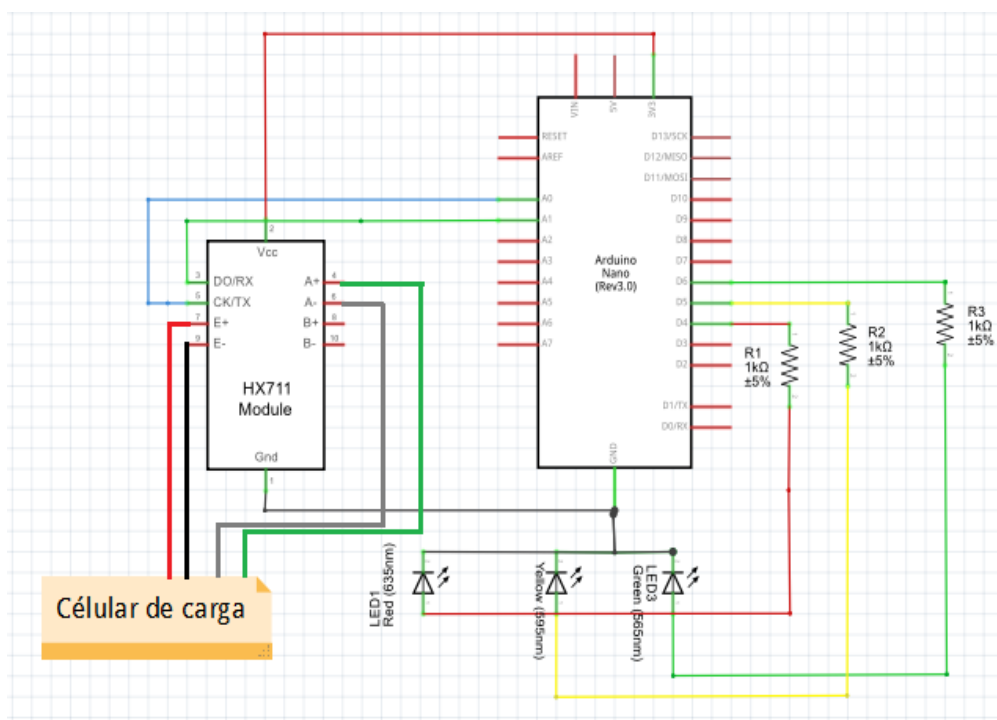 VIN
5V
3V3
RESET
AREF
A0
A1
A2
A3
A4
A5
A6
A7
D13/SCK
D12/MISO
D11/MOSI
D10
D9
D8
D7
D6
D5
D4
D3
D2
D1/TX
D0/RX
GND
Arduino
Nano
(Rev3.0)
2
Vcc
3
DO/RX
5
CK/TX
7
E+
9
E-
A+
4
A-
6
B+
8
B-
10
HX711
Module
Gnd
1
R1
1kΩ
±5%
R2
1kΩ
±5%
R3
1kΩ
±5%
LED1
Red (635nm)
Yellow (595nm)
LED3
Green (565nm)
Célular de carga